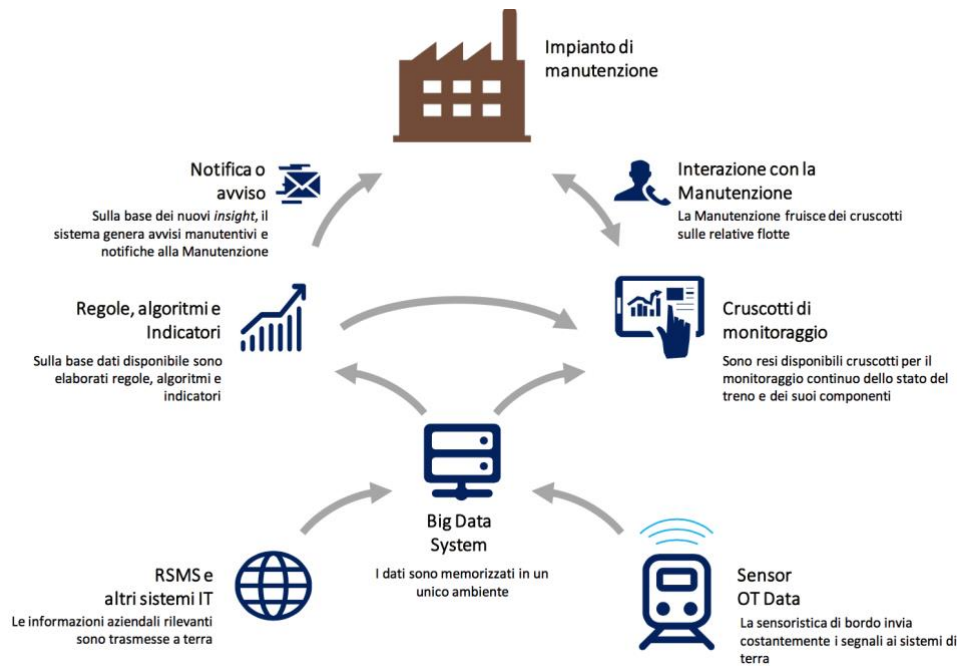 Impianto di
manutenzione
Notifica o
avviso
Sulla base dei nuovi insight, il
sistema genera avvisi manutentivi e
notifiche alla Manutenzione
Interazione con la
Manutenzione
La Manutenzione fruisce dei cruscotti
sulle relative flotte
Regole, algoritmi e
Indicatori
Sulla base dati disponibile sono
elaborati regole, algoritmi e
indicatori
Cruscotti di
monitoraggio
Sono resi disponibili cruscotti per il
monitoraggio continuo dello stato del
treno e dei suoi componenti
Big Data
System
I dati sono memorizzati in un
unico ambiente
RSMS e
altri sistemi IT
Le informazioni aziendali rilevanti
sono trasmesse a terra
Sensor
OT Data
La sensoristica di bordo invia
costantemente i segnali ai sistemi di
terra